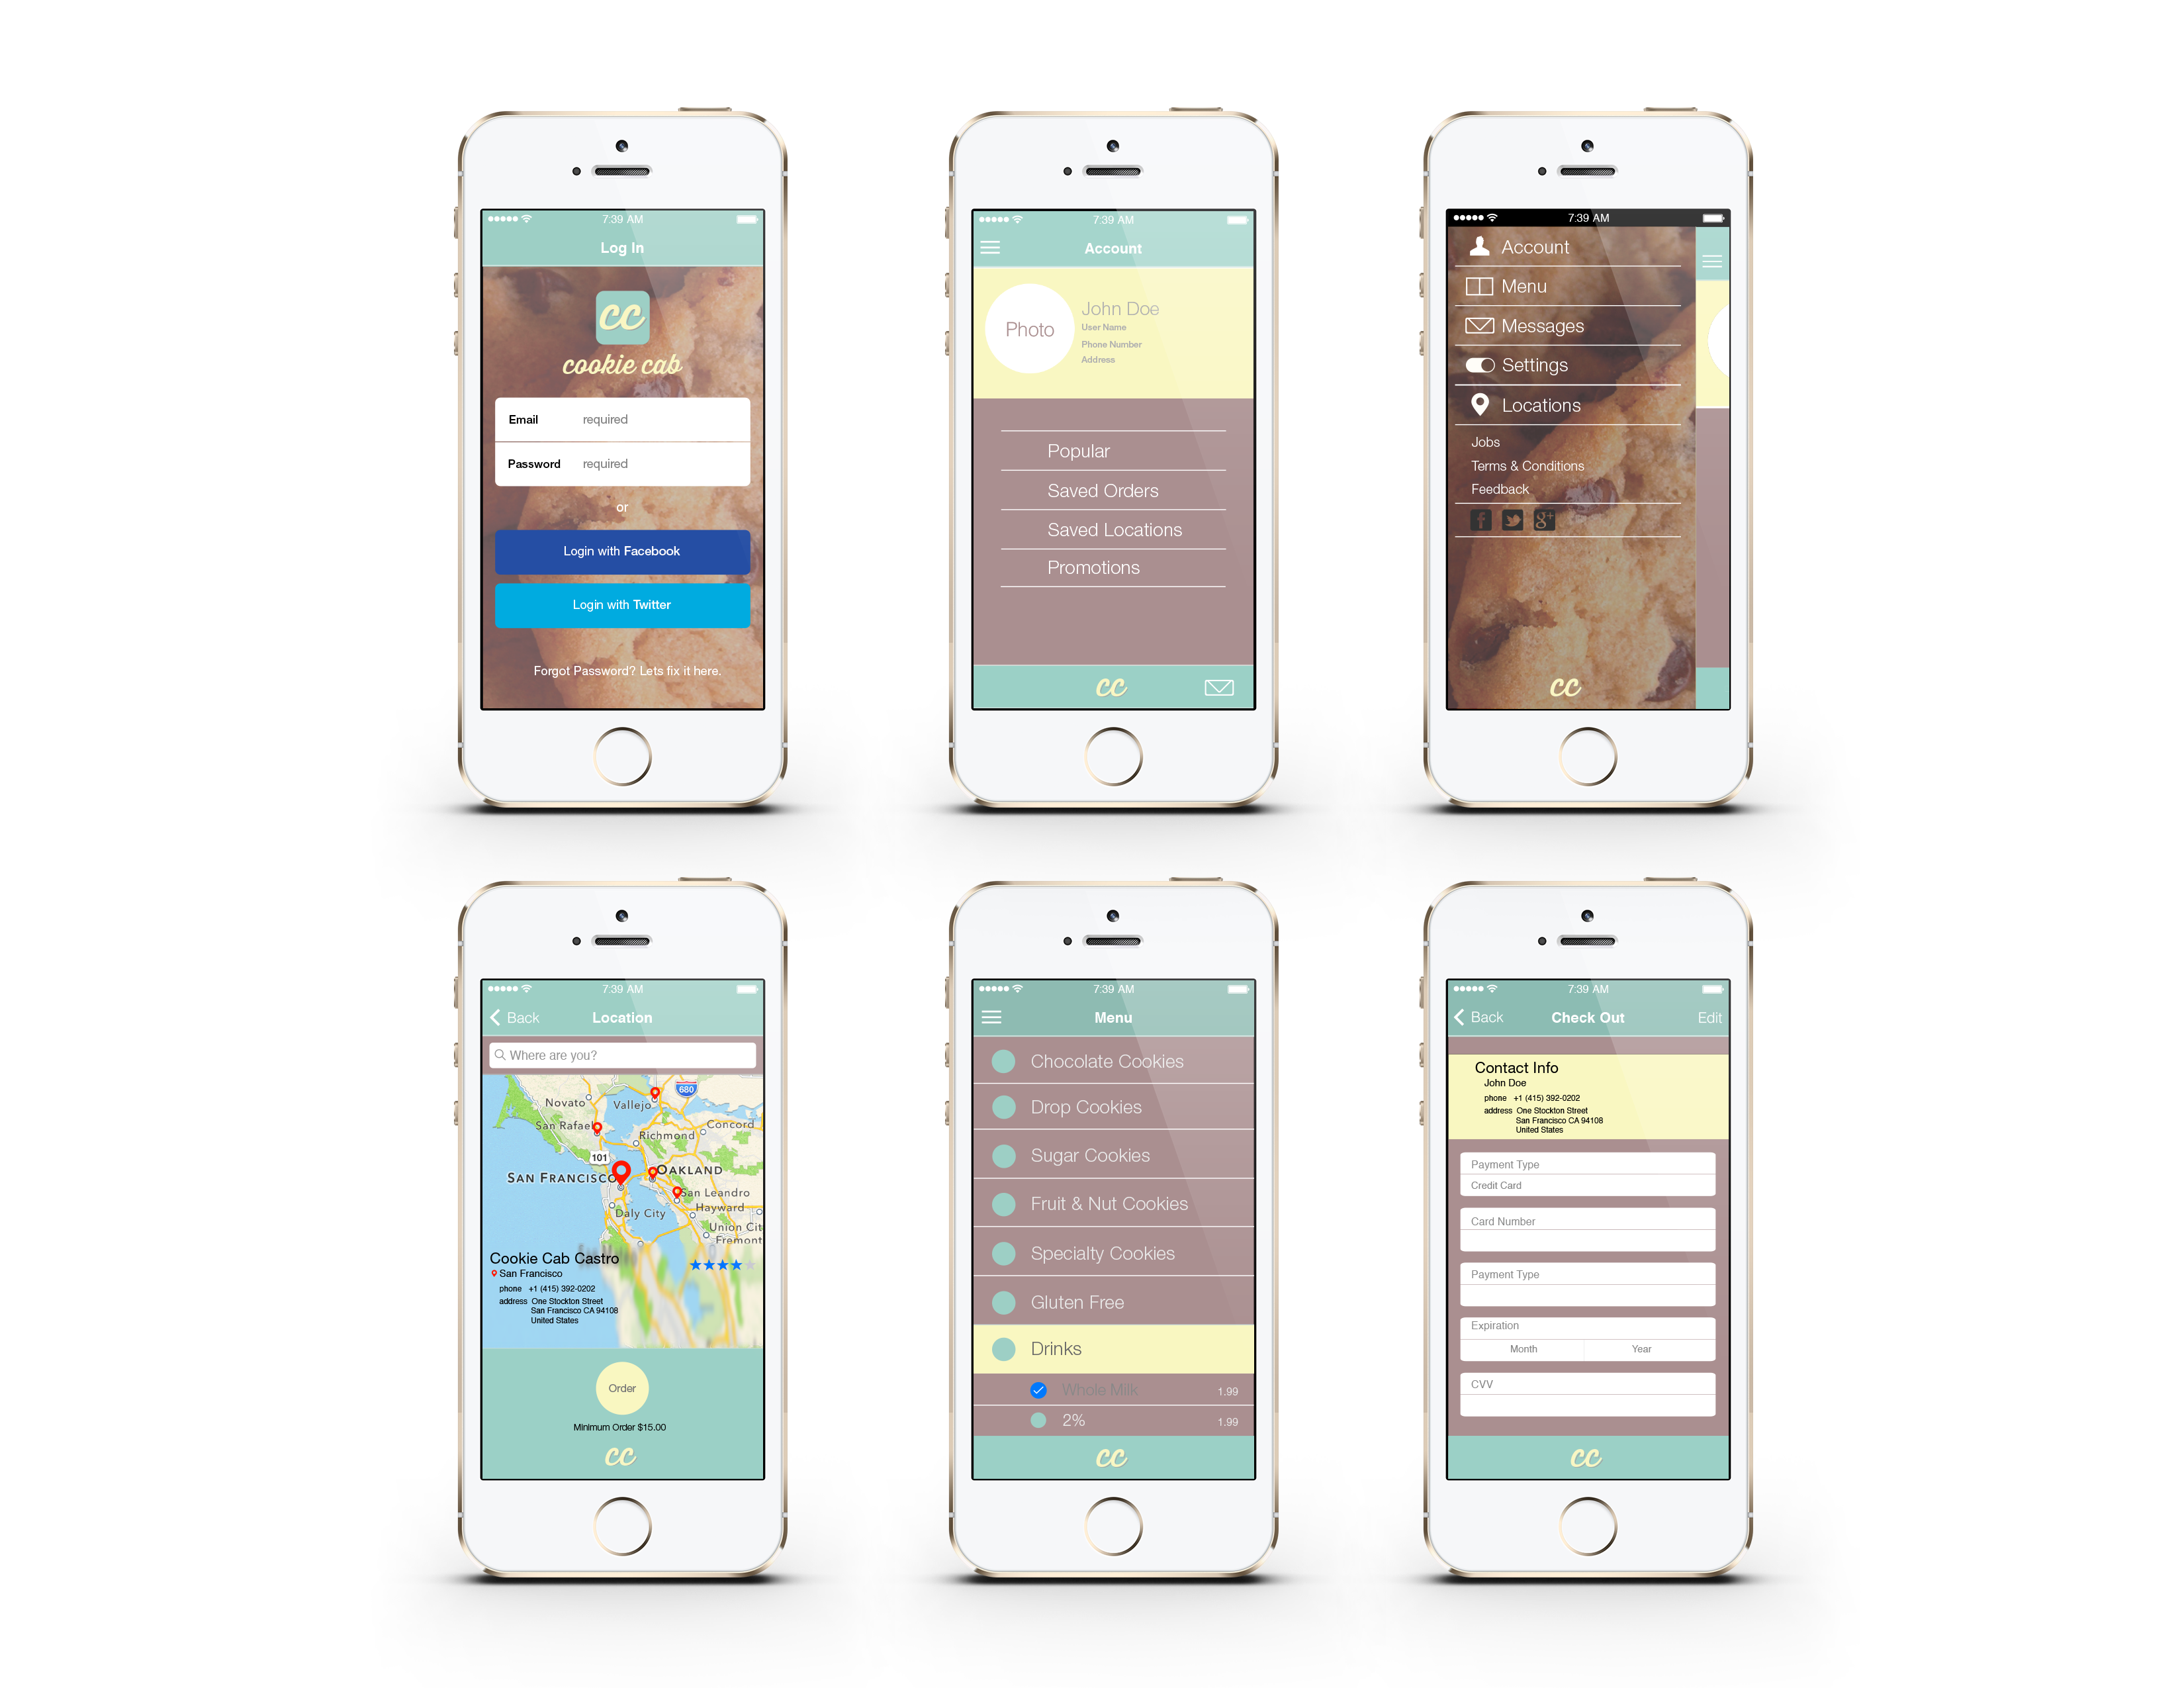 7:39 AM
Log In
cc
cookie cab
Email required
Password required
or
Login with Facebook
Login with Twitter
Forgot Password? Lets fix it here.
7:39 AM
Account
Photo
John Doe
User Name
Phone Number
Address
Popular
Saved Orders
Saved Locations
Promotions
cc
7:39 AM
Account
Menu
Messages
Settings
Locations
Jobs
Terms & Conditions
Feedback
f g+
cc
7:39 AM
Back Location
Where are you?
680
Novato
Vallejo
San Rafael
Concord
Richmond
101
SAN FRANCISCO
OAKLAND
San Leandro
Hayward
Daly City
Union Cit
Fremont
Cookie Cab Castro
San Francisco
phone +1 (415) 392-0202
address One Stockton Street
San Francisco CA 94108
United States
Order
Minimum Order $15.00
cc
7:39 AM
Menu
Chocolate Cookies
Drop Cookies
Sugar Cookies
Fruit & Nut Cookies
Specialty Cookies
Gluten Free
Drinks
Whole Milk 1.99
2% 1.99
cc
7:39 AM
Back Check Out Edit
Contact Info
John Doe
phone +1 (415) 392-0202
address One Stockton Street
San Francisco CA 94108
United States
Payment Type
Credit Card
Card Number
Payment Type
Expiration
Month Year
CVV
cc